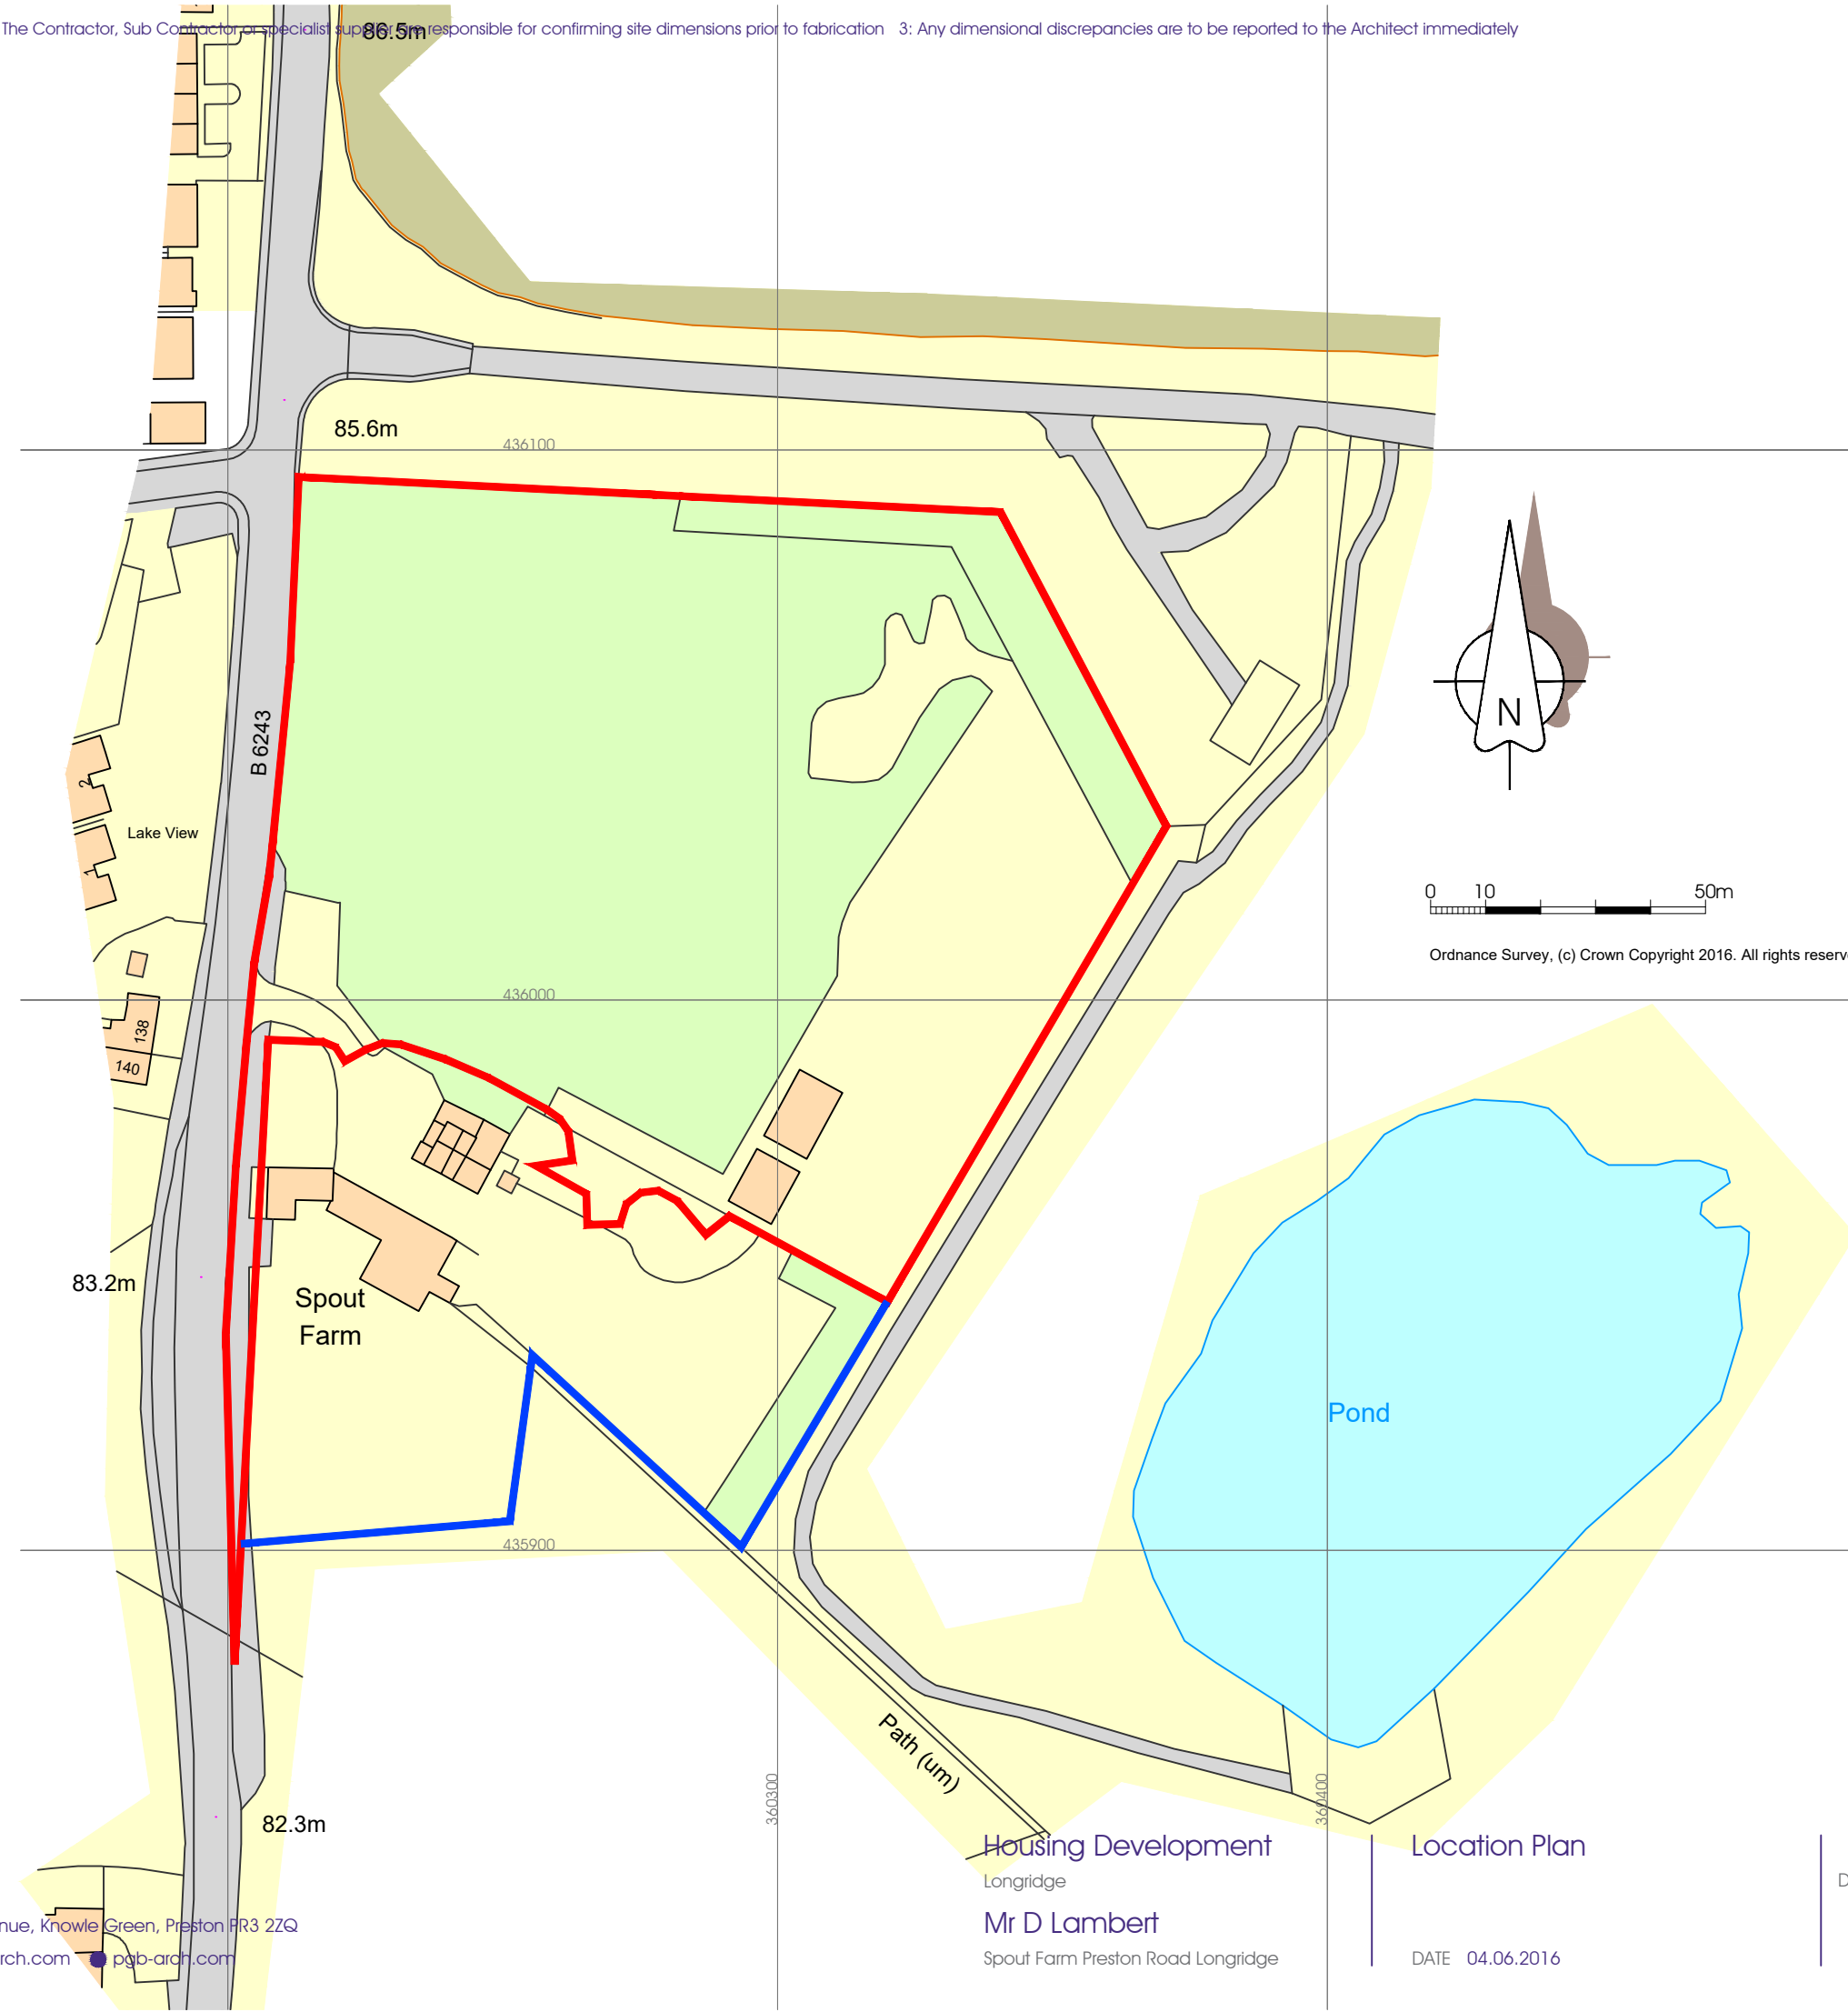 The Contractor, Sub Contractor or specialist supplier are responsible for confirming site dimensions prior to fabrication   3: Any dimensional discrepancies are to be reported to the Architect immediately
86.5m
85.6m
436100
B 6243
2
Lake View
1
N
0 10 50m
Ordnance Survey, (c) Crown Copyright 2016. All rights reserv
436000
138
140
83.2m
Spout
Farm
Pond
435900
Path (um)
360300
360400
82.3m
Housing Development
Longridge
Mr D Lambert
Spout Farm Preston Road Longridge
Location Plan
DATE 04.06.2016
D
nue, Knowle Green, Preston PR3 2ZQ
rch.com pgb-arch.com